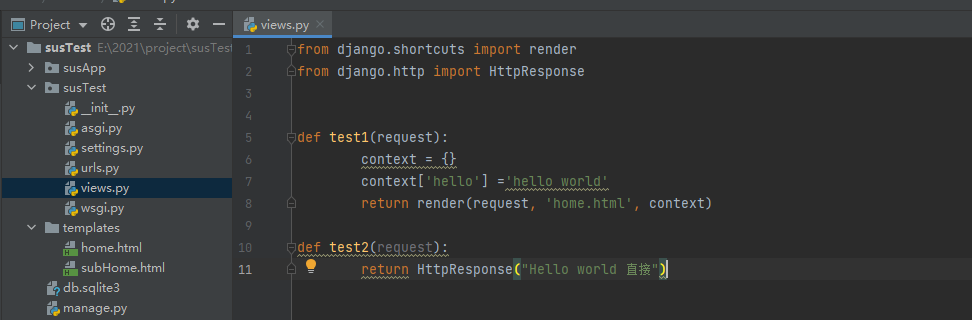 Project
susTest E:\2021\project\susTest
susApp
susTest
__init__.py
asgi.py
settings.py
urls.py
views.py
wsgi.py
templates
home.html
subHome.html
db.sqlite3
manage.py
views.py
1 from django.shortcuts import render
2 from django.http import HttpResponse
3
4
5 def test1(request):
6 context = {}
7 context['hello'] ='hello world'
8 return render(request, 'home.html', context)
9
10 def test2(request):
11 return HttpResponse("Hello world 直接")